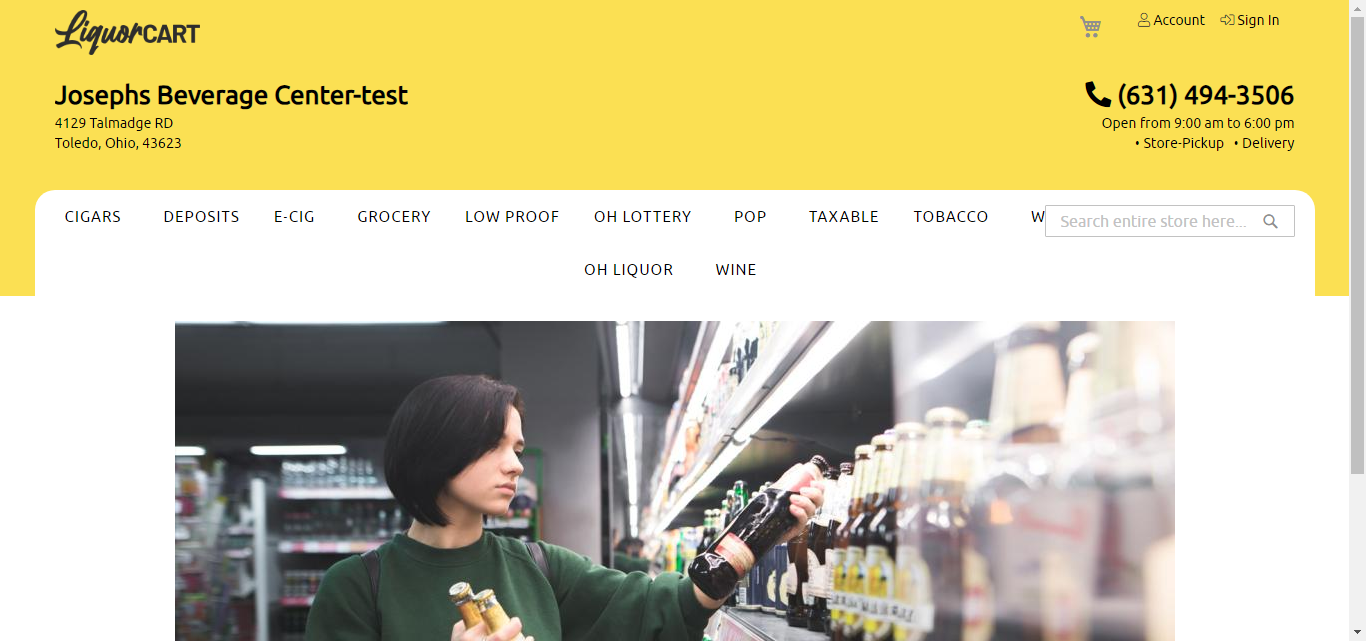 LiquorCART
Account
Sign In
Josephs Beverage Center-test
4129 Talmadge RD
Toledo, Ohio, 43623
(631) 494-3506
Open from 9:00 am to 6:00 pm
• Store-Pickup • Delivery
CIGARS DEPOSITS E-CIG GROCERY LOW PROOF OH LOTTERY POP TAXABLE TOBACCO W
Search entire store here...
OH LIQUOR WINE